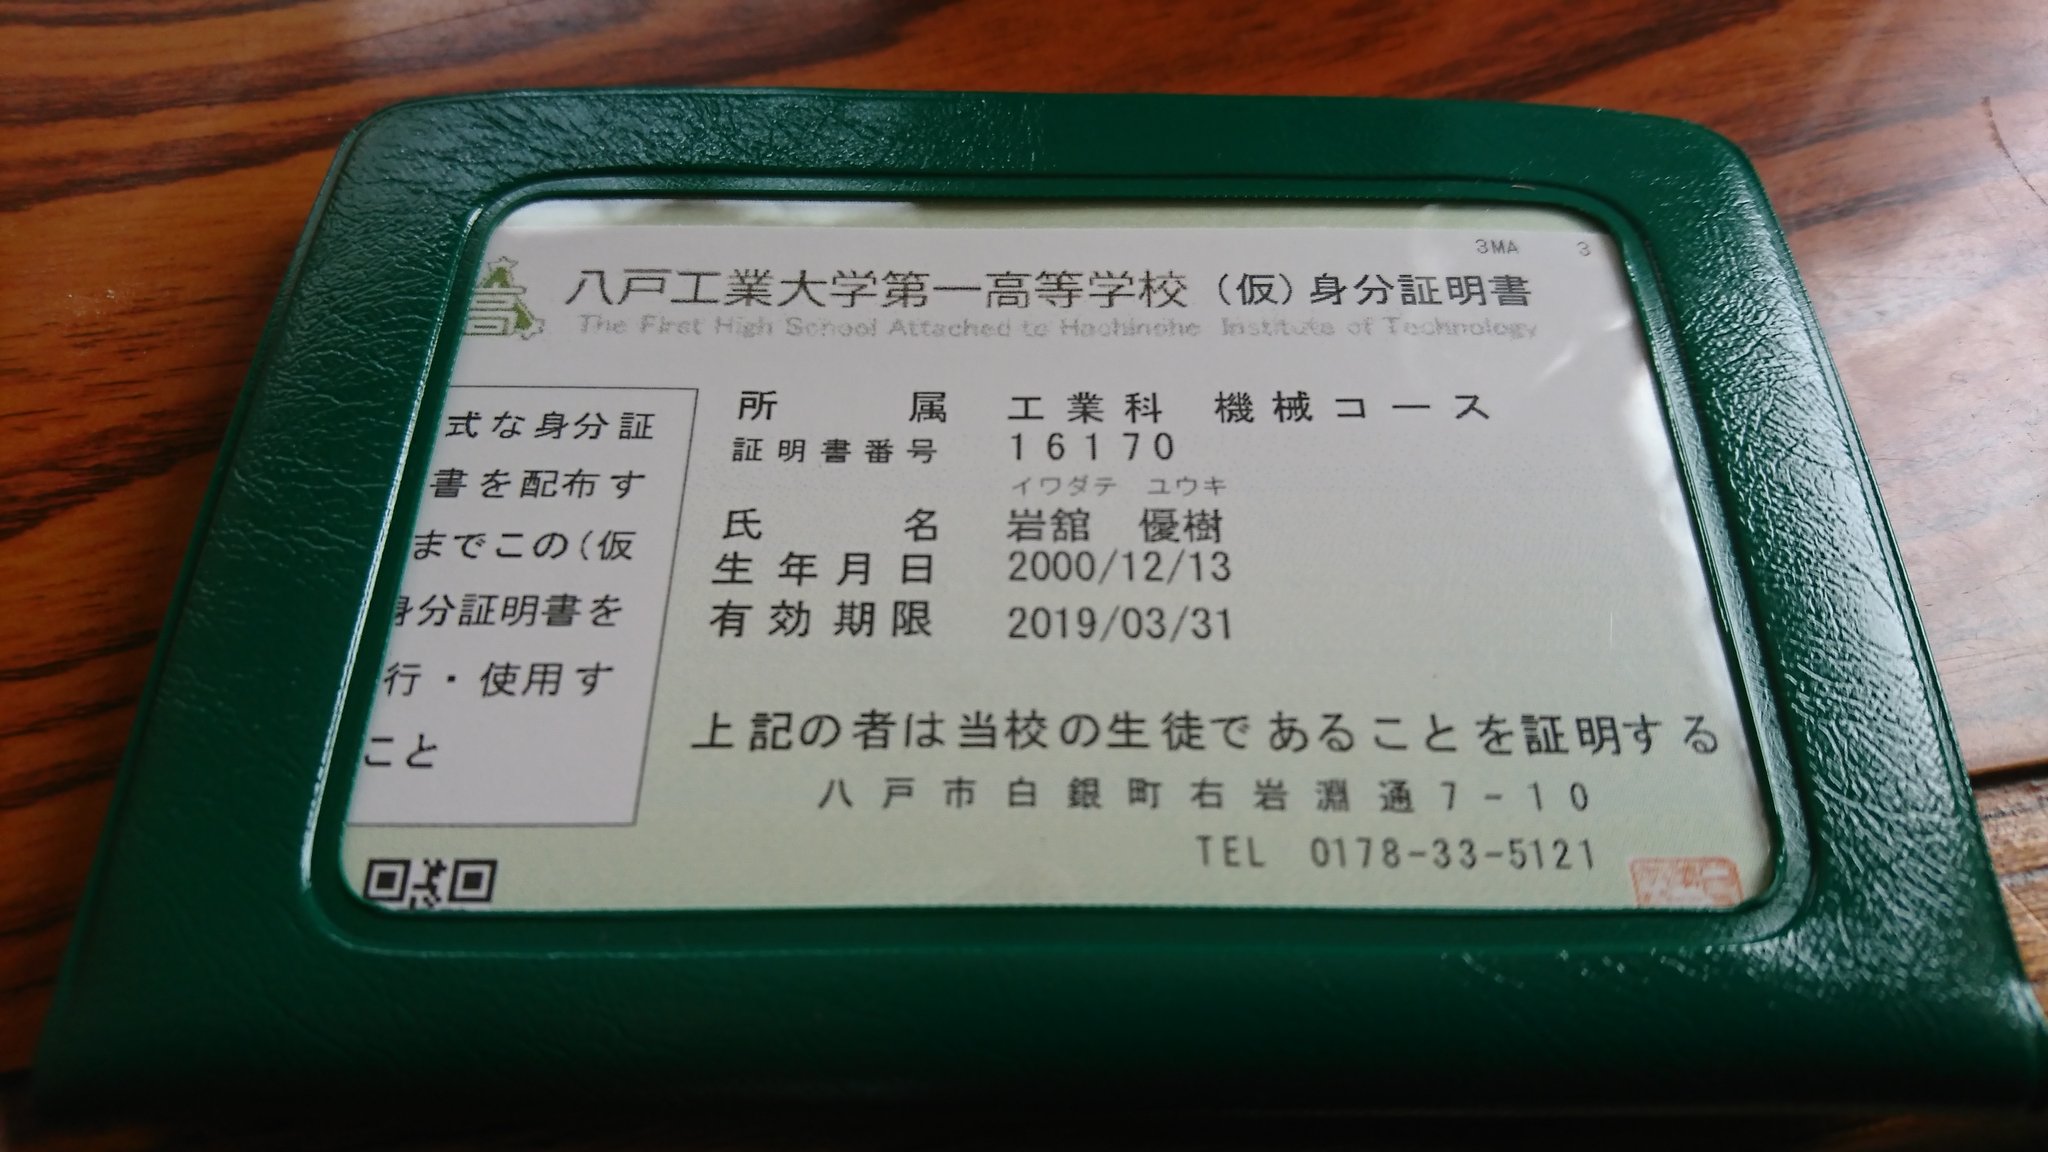 3MA 3
八戸工業大学第一高等学校（仮）身分証明書
The First High School Attached to Hachinohe Institute of Technology
式な身分証
書を配布す
までこの(仮
身分証明書を
行・使用す
こと
所属 工業科 機械コース
証明書番号 16170
イワダテ ユウキ
氏名 岩舘 優樹
生年月日 2000/12/13
有効期限 2019/03/31
上記の者は当校の生徒であることを証明する
八戸市白銀町右岩淵通7-10
TEL 0178-33-5121